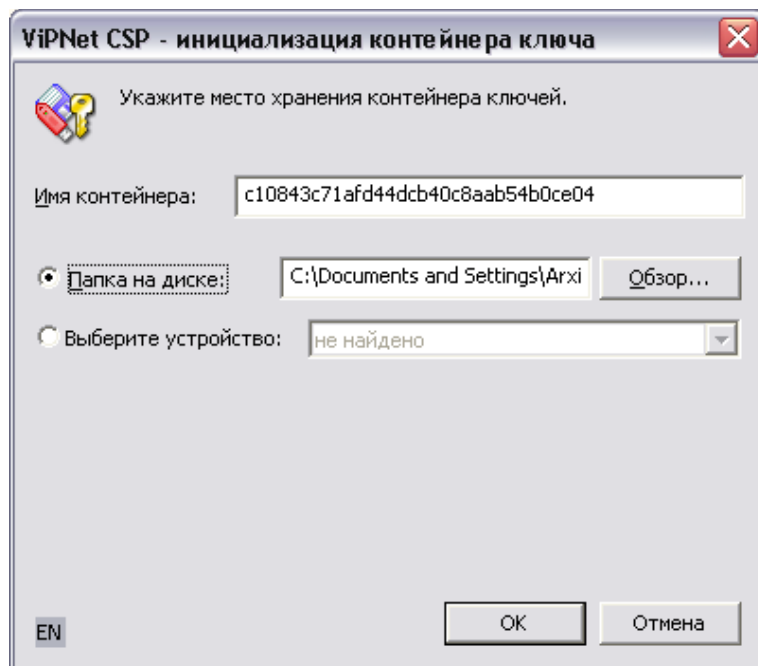 ViPNet CSP - инициализация контейнера ключа
Укажите место хранения контейнера ключей.
Имя контейнера: c10843c71afd44dcb40c8aab54b0ce04
Папка на диске: C:\Documents and Settings\Arxi Обзор...
Выберите устройство: не найдено
EN OK Отмена